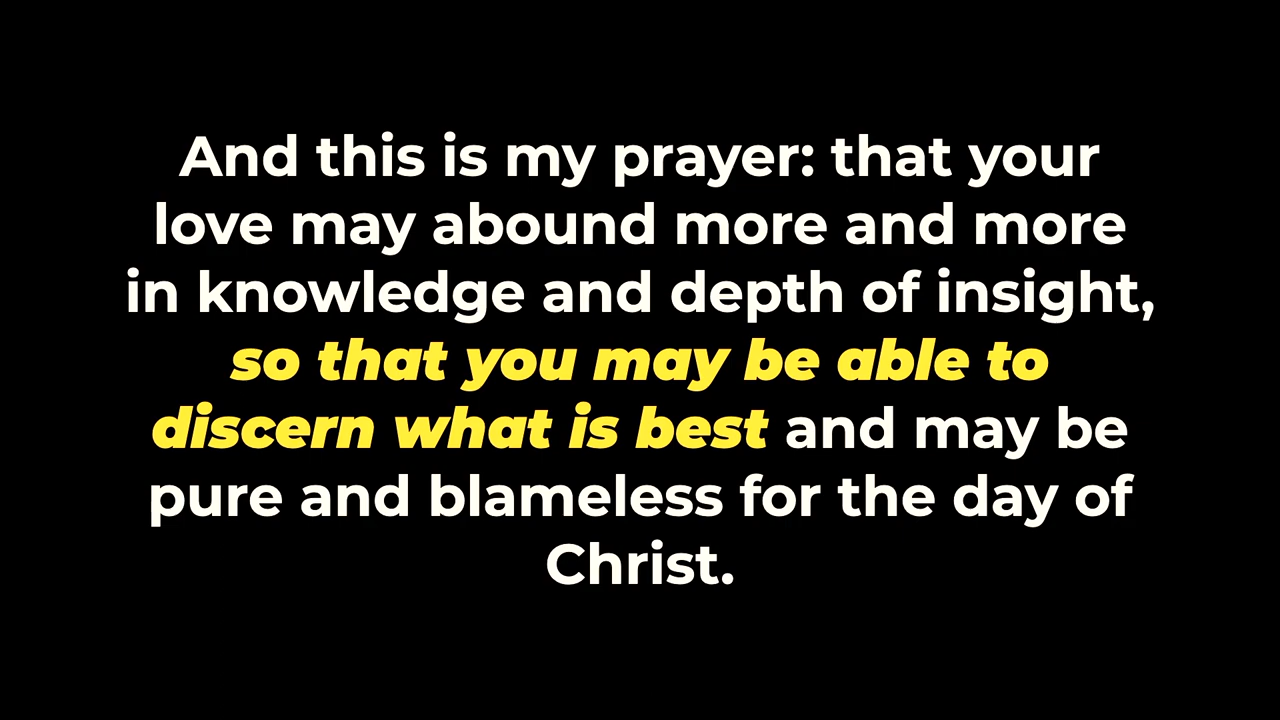 And this is my prayer: that your
love may abound more and more
in knowledge and depth of insight,
so that you may be able to
discern what is best and may be
pure and blameless for the day of
Christ.